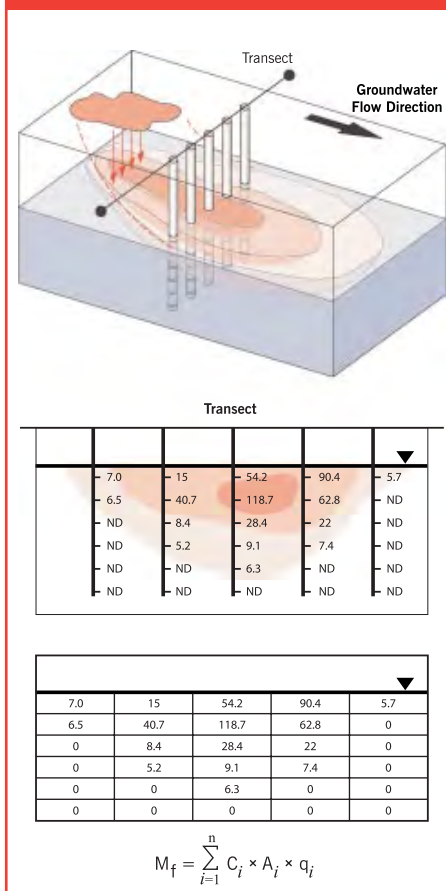 Transect
Groundwater
Flow Direction
Transect
7.0 15 54.2 90.4 5.7
6.5 40.7 118.7 62.8 ND
ND 8.4 28.4 22 ND
ND 5.2 9.1 7.4 ND
ND ND 6.3 ND ND
ND ND ND ND ND
7.0 15 54.2 90.4 5.7
6.5 40.7 118.7 62.8 0
0 8.4 28.4 22 0
0 5.2 9.1 7.4 0
0 0 6.3 0 0
0 0 0 0 0
M_f = Σ_{i=1}^{n} C_i × A_i × q_i